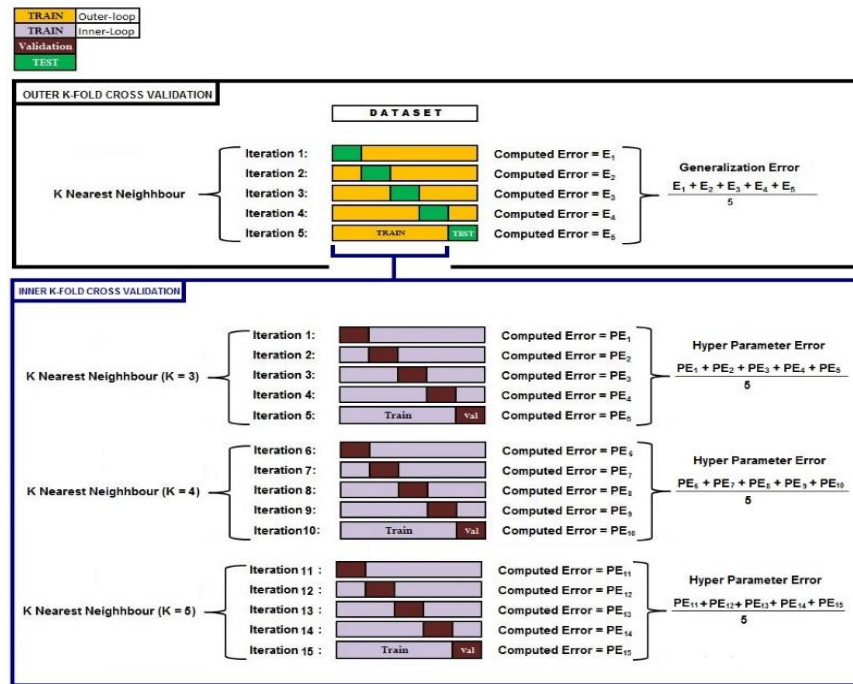 TRAIN Outer-loop
TRAIN Inner-Loop
Validation
TEST
OUTER K-FOLD CROSS VALIDATION
DATASET
K Nearest Neighhbour
Iteration 1: Computed Error = E₁
Iteration 2: Computed Error = E₂
Iteration 3: Computed Error = E₃
Iteration 4: Computed Error = E₄
Iteration 5: TRAIN TEST Computed Error = E₅
Generalization Error
E₁ + E₂ + E₃ + E₄ + E₅
5
INNER K-FOLD CROSS VALIDATION
K Nearest Neighhbour (K = 3)
Iteration 1: Computed Error = PE₁
Iteration 2: Computed Error = PE₂
Iteration 3: Computed Error = PE₃
Iteration 4: Computed Error = PE₄
Iteration 5: Train Val Computed Error = PE₅
Hyper Parameter Error
PE₁ + PE₂ + PE₃ + PE₄ + PE₅
5
K Nearest Neighhbour (K = 4)
Iteration 6: Computed Error = PE₆
Iteration 7: Computed Error = PE₇
Iteration 8: Computed Error = PE₈
Iteration 9: Computed Error = PE₉
Iteration10: Train Val Computed Error = PE₁₀
Hyper Parameter Error
PE₆ + PE₇ + PE₈ + PE₉ + PE₁₀
5
K Nearest Neighhbour (K = 5)
Iteration 11 : Computed Error = PE₁₁
Iteration 12 : Computed Error = PE₁₂
Iteration 13 : Computed Error = PE₁₃
Iteration 14 : Computed Error = PE₁₄
Iteration 15 : Train Val Computed Error = PE₁₅
Hyper Parameter Error
PE₁₁ + PE₁₂ + PE₁₃ + PE₁₄ + PE₁₅
5